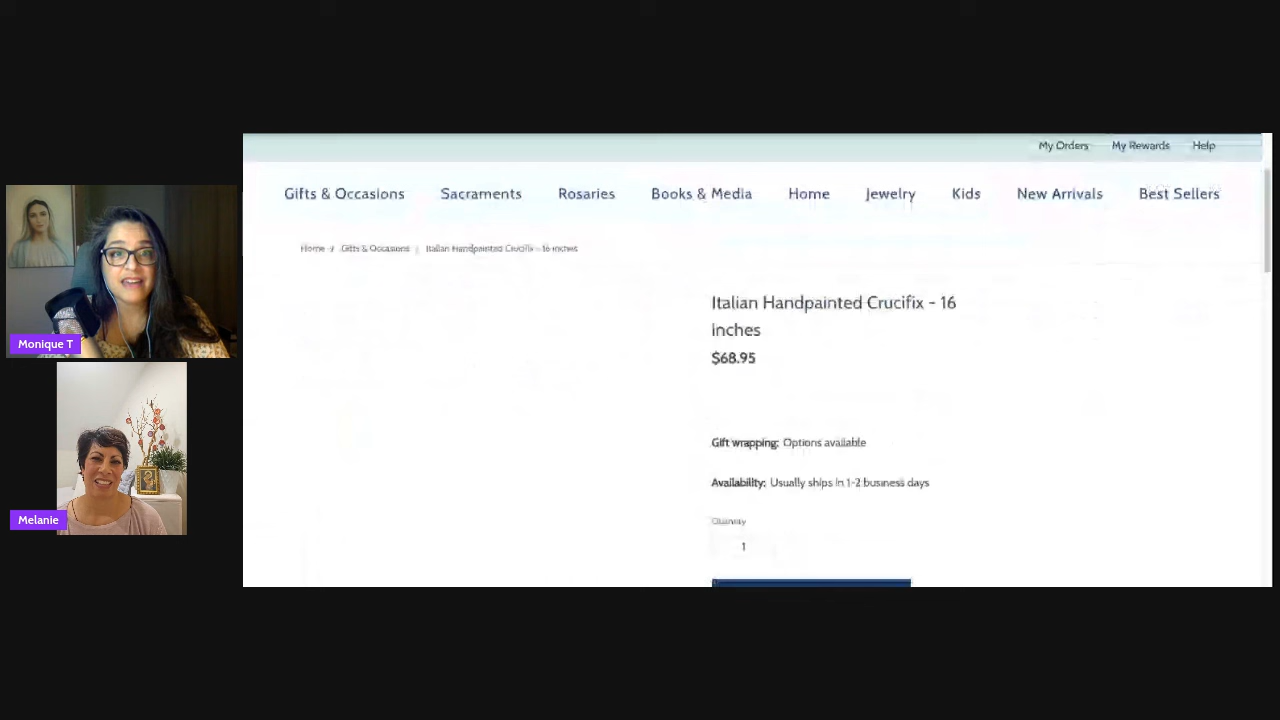 My Orders My Rewards Help
Gifts & Occasions Sacraments Rosaries Books & Media Home Jewelry Kids New Arrivals Best Sellers
Home / Gifts & Occasions / Italian Handpainted Crucifix - 16 inches
Italian Handpainted Crucifix - 16
inches
$68.95
Gift wrapping: Options available
Availability: Usually ships in 1-2 business days
Quantity
1
Monique T
Melanie